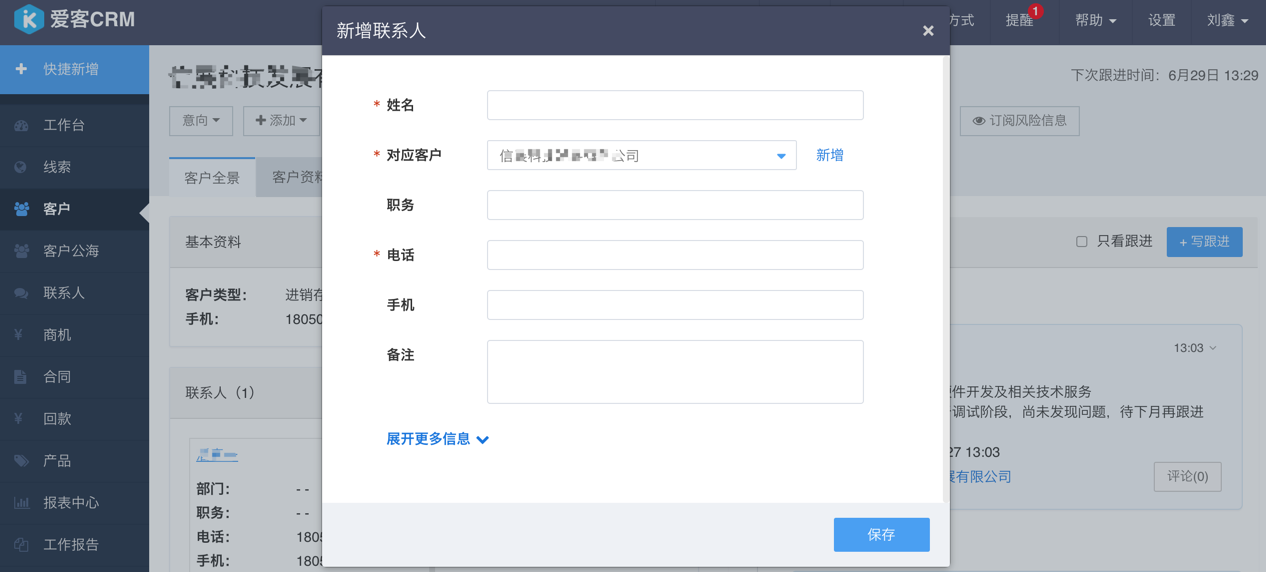 爱客CRM
方式
提醒
1
帮助
设置
刘鑫
+ 快捷新增
工作台
线索
客户
客户公海
联系人
商机
合同
回款
产品
报表中心
工作报告
下次跟进时间：6月29日 13:29
意向
+添加
订阅风险信息
客户全景
客户资料
基本资料
客户类型：
进销存
手机：
1805
联系人（1）
部门：
- -
职务：
- -
电话：
1805
手机：
180
只看跟进
+写跟进
13:03
件开发及相关技术服务
调试阶段，尚未发现问题，待下月再跟进
27 13:03
展有限公司
评论(0)
新增联系人
×
* 姓名
* 对应客户
公司
新增
职务
* 电话
手机
备注
展开更多信息
保存